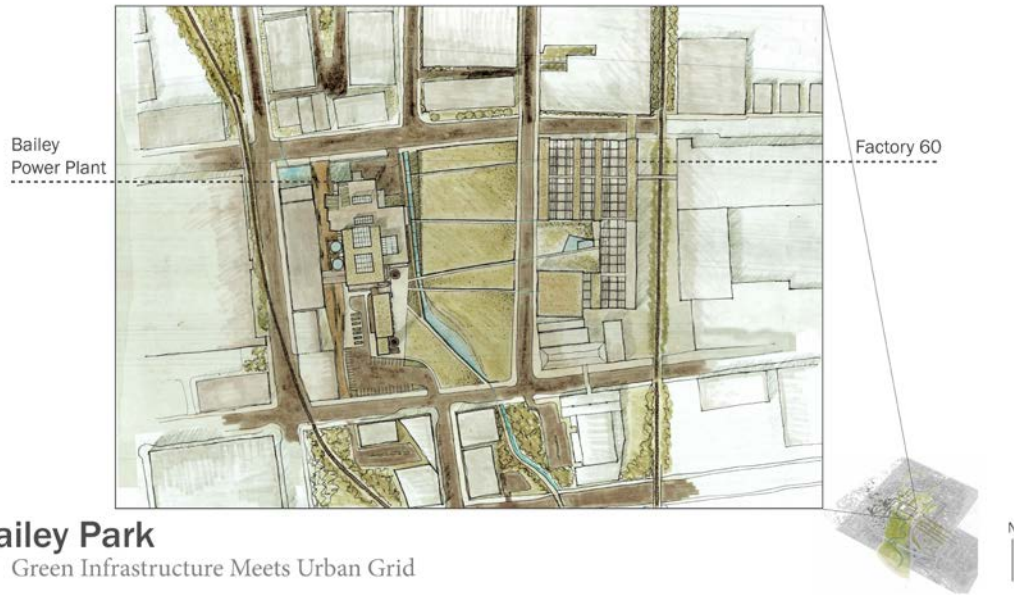 Bailey
Power Plant
Factory 60
ailey Park
Green Infrastructure Meets Urban Grid
N